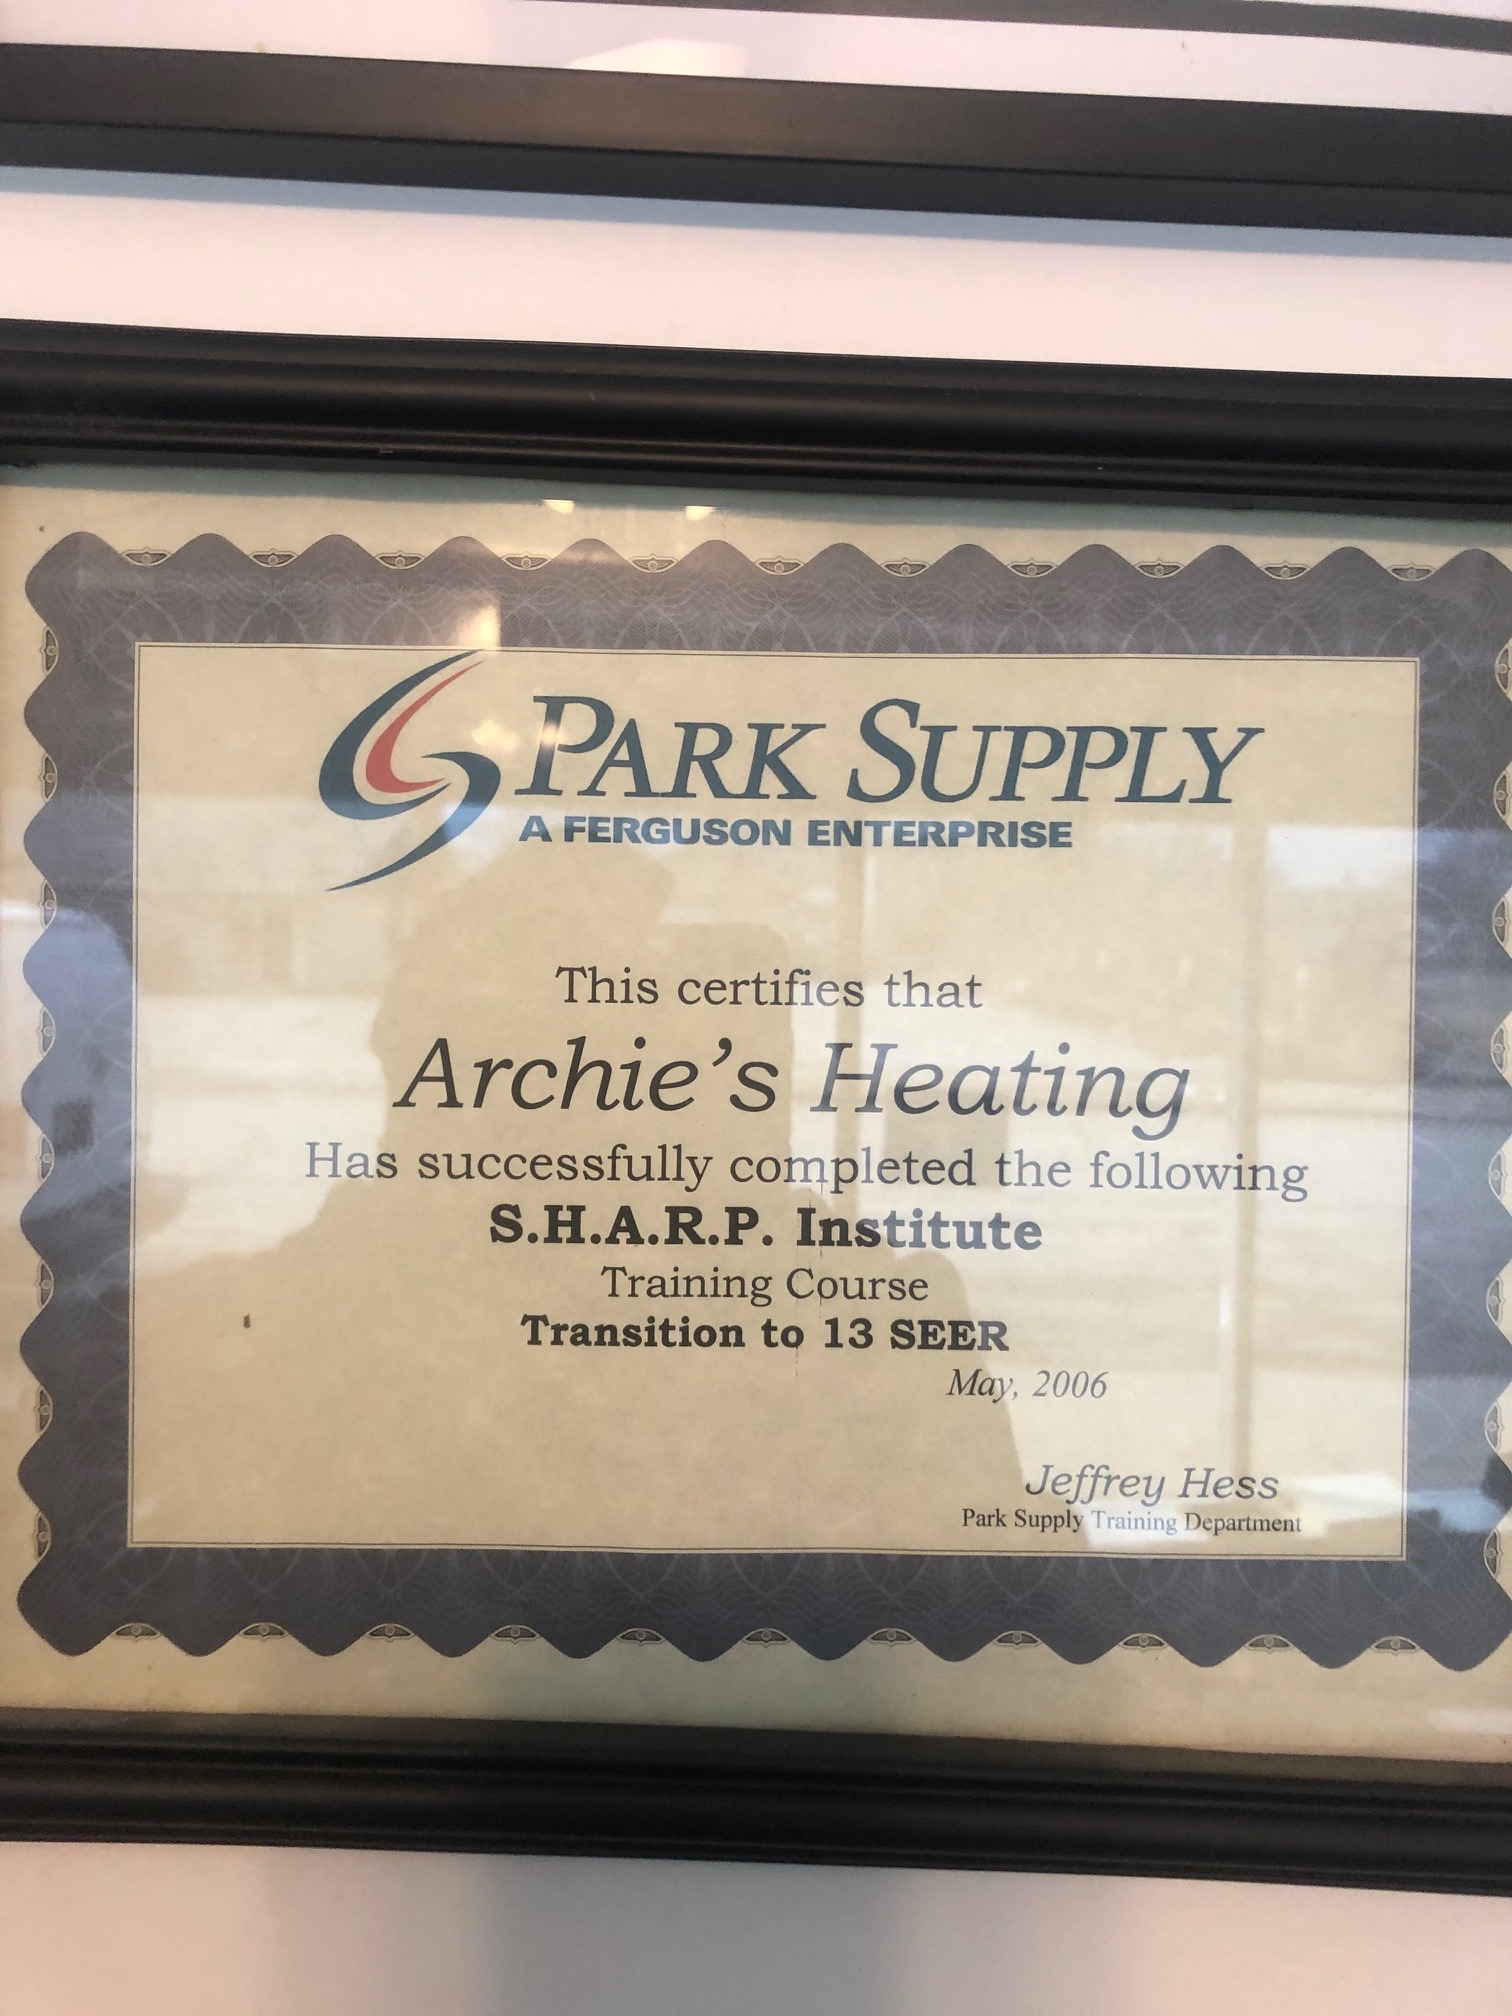 PARK SUPPLY
A FERGUSON ENTERPRISE
This certifies that
Archie's Heating
Has successfully completed the following
S.H.A.R.P. Institute
Training Course
Transition to 13 SEER
May, 2006
Jeffrey Hess
Park Supply Training Department